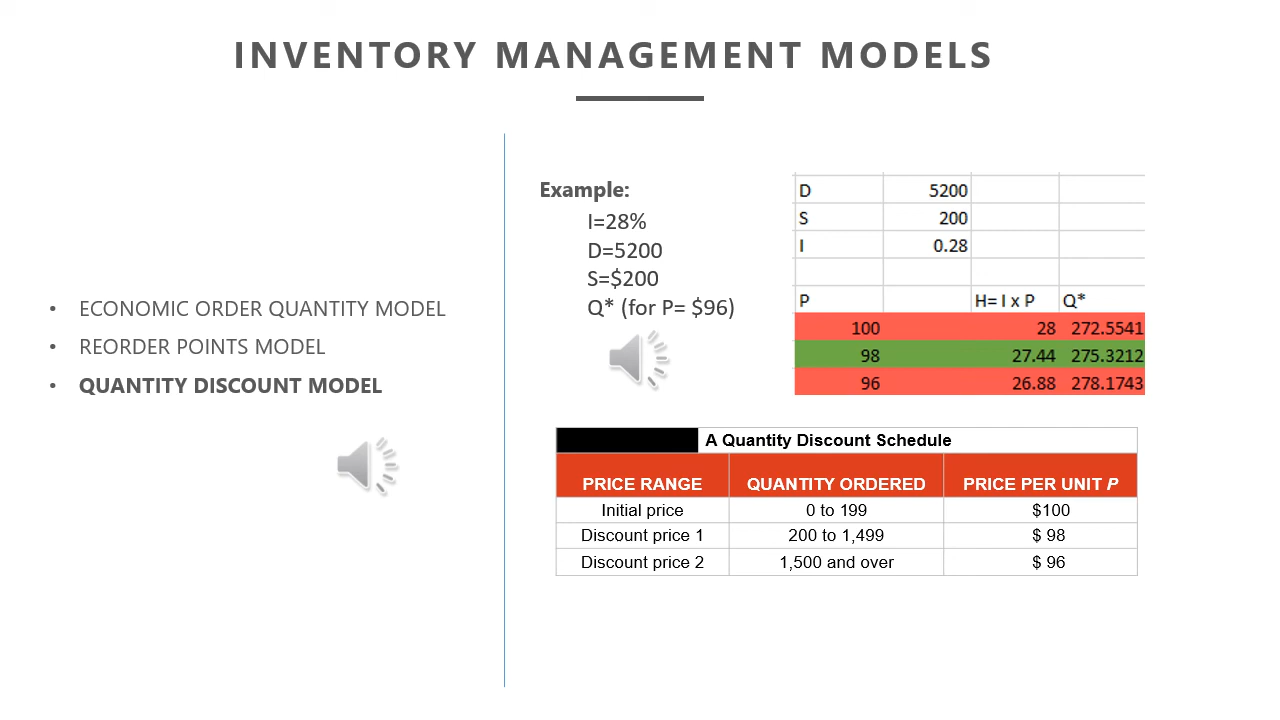 INVENTORY MANAGEMENT MODELS
• ECONOMIC ORDER QUANTITY MODEL
• REORDER POINTS MODEL
• QUANTITY DISCOUNT MODEL
Example:
I=28%
D=5200
S=$200
Q* (for P= $96)
D 5200
S 200
I 0.28
P H= I x P Q*
100 28 272.5541
98 27.44 275.3212
96 26.88 278.1743
A Quantity Discount Schedule
PRICE RANGE QUANTITY ORDERED PRICE PER UNIT P
Initial price 0 to 199 $100
Discount price 1 200 to 1,499 $ 98
Discount price 2 1,500 and over $ 96